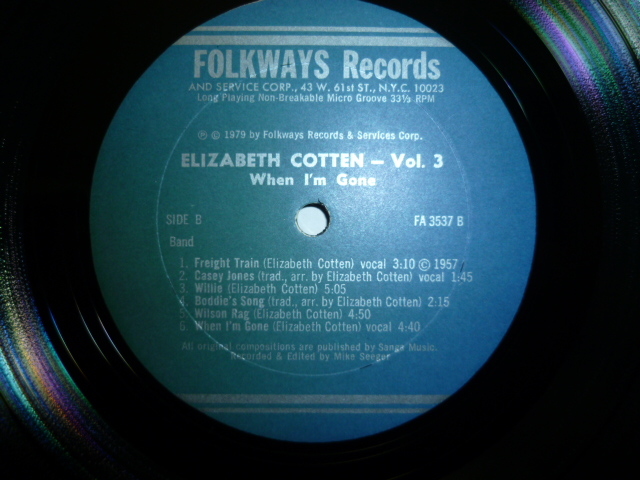 FOLKWAYS Records
AND SERVICE CORP., 43 W. 61st ST., N.Y.C. 10023
Long Playing Non-Breakable Micro Groove 33⅓ RPM
℗ © 1979 by Folkways Records & Services Corp.
ELIZABETH COTTEN – Vol. 3
When I'm Gone
SIDE B FA 3537 B
Band
1. Freight Train (Elizabeth Cotten) vocal 3:10 © 1957
2. Casey Jones (trad., arr. by Elizabeth Cotten) vocal 1:45
3. Willie (Elizabeth Cotten) 5:05
4. Boddie's Song (trad., arr. by Elizabeth Cotten) 2:15
5. Wilson Rag (Elizabeth Cotten) 4:50
6. When I'm Gone (Elizabeth Cotten) vocal 4:40
All original compositions are published by Sanga Music.
Recorded & Edited by Mike Seeger